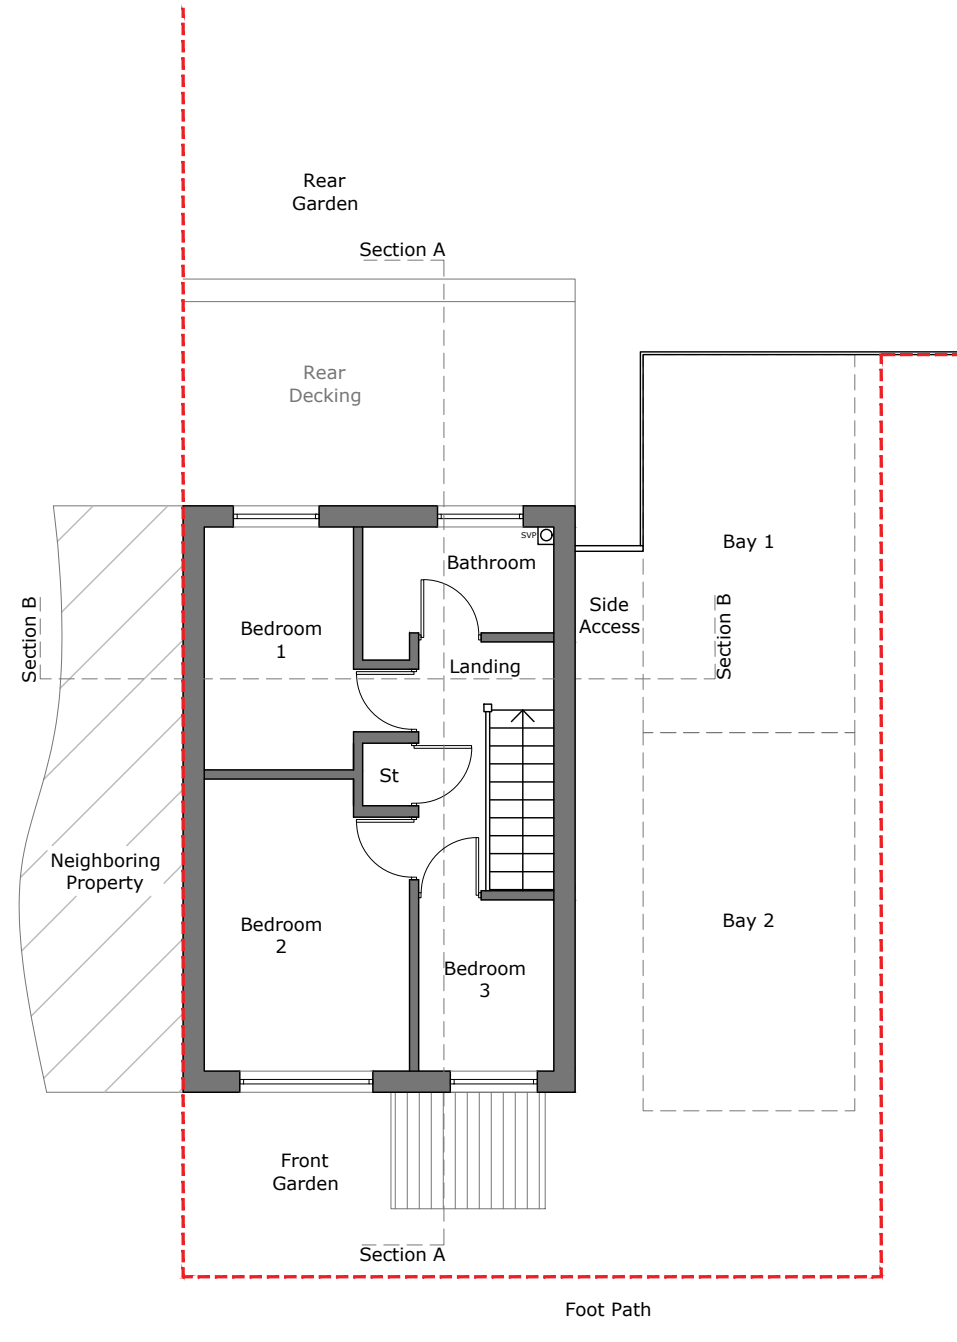 Rear
Garden
Section A
Rear
Decking
SVP
Bathroom
Bay 1
Bedroom
1
Side
Access
Section B
Section B
Landing
St
Neighboring
Property
Bedroom
2
Bay 2
Bedroom
3
Front
Garden
Section A
Foot Path